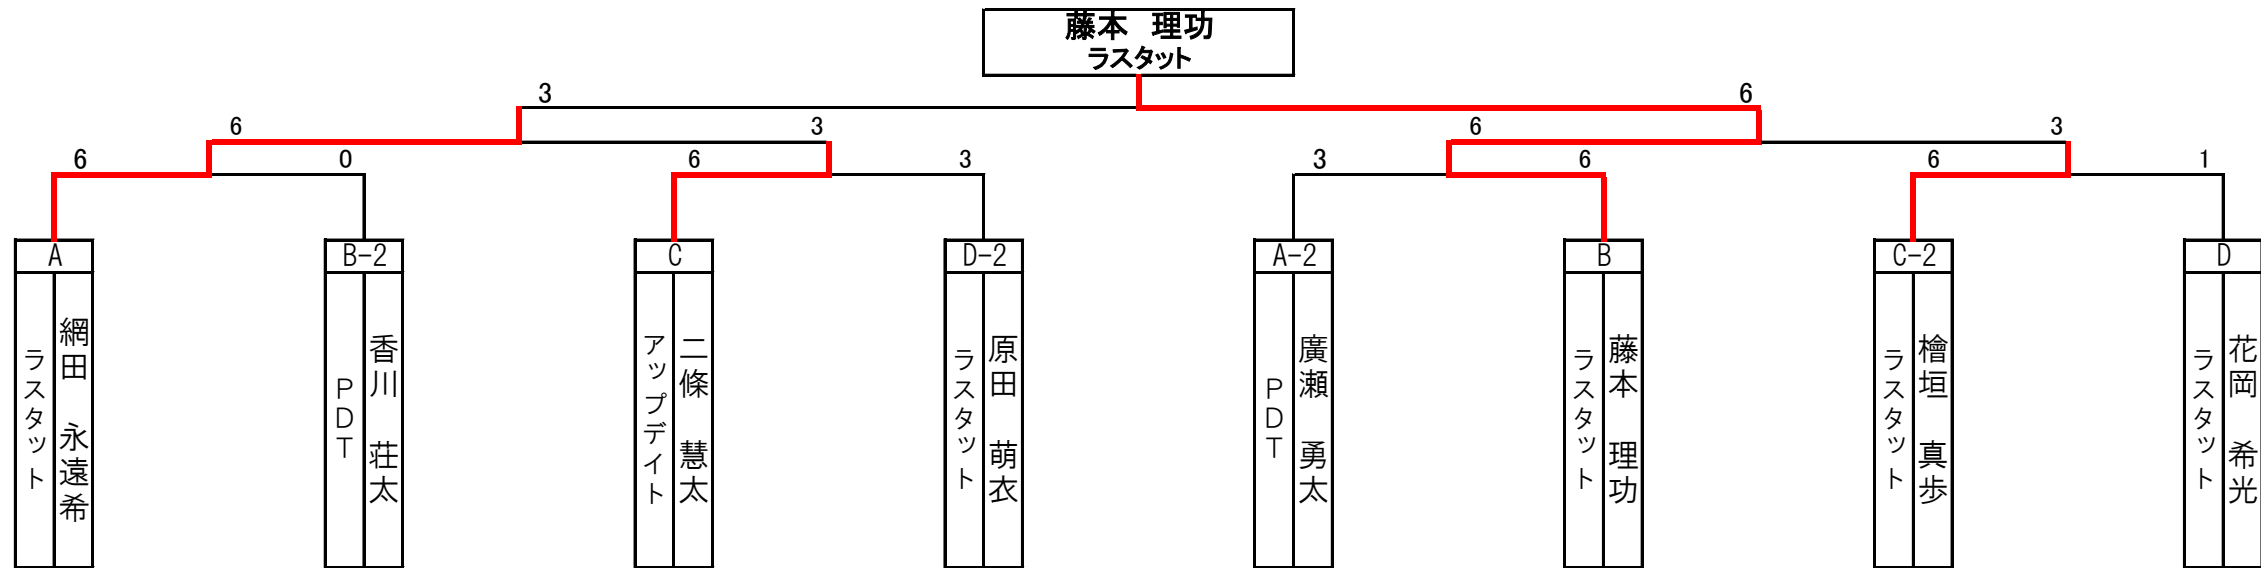 藤本　理功
ラスタット
3
6
6
3
6
3
6
0
6
3
3
6
6
1
A
B-2
C
D-2
A-2
B
C-2
D
ラスタット
網田　永遠希
PDT
香川　荘太
アップデイト
二條　慧太
ラスタット
原田　萌衣
PDT
廣瀬　勇太
ラスタット
藤本　理功
ラスタット
檜垣　真歩
ラスタット
花岡　希光